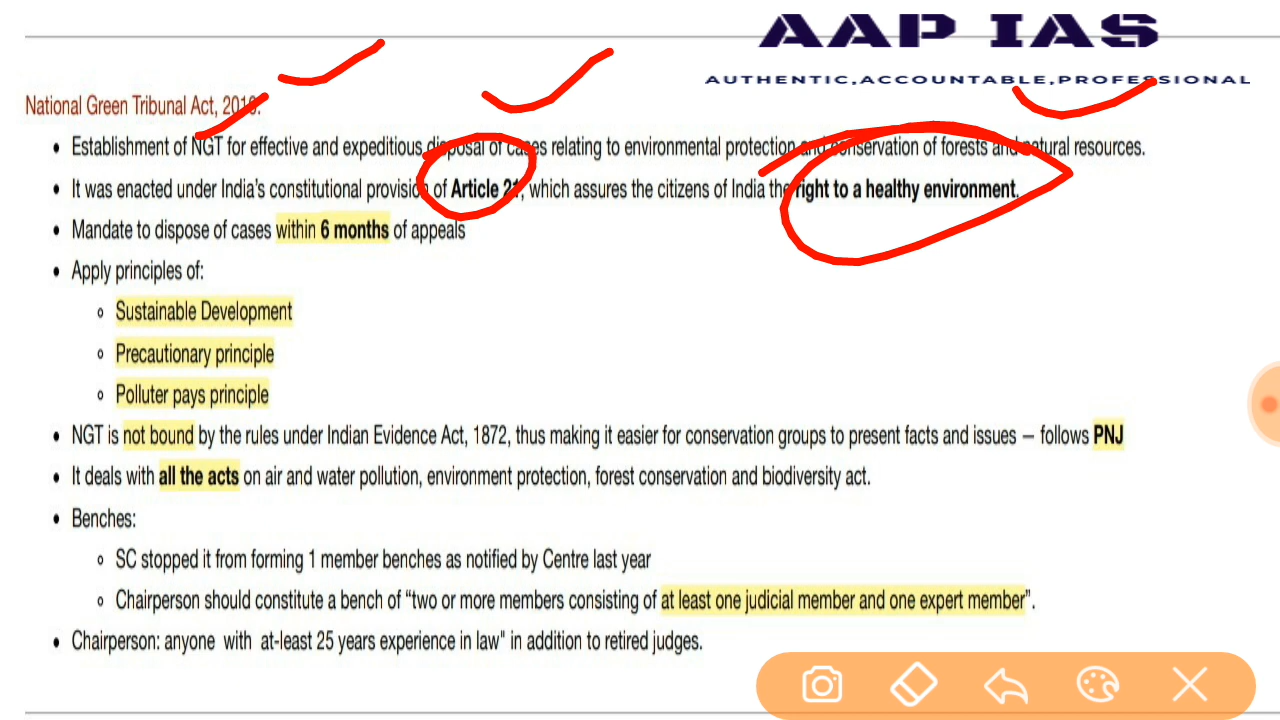 AAP IAS
AUTHENTIC,ACCOUNTABLE,PROFESSIONAL
National Green Tribunal Act, 2010:
• Establishment of NGT for effective and expeditious disposal of cases relating to environmental protection and conservation of forests and natural resources.
• It was enacted under India's constitutional provision of Article 21, which assures the citizens of India the right to a healthy environment.
• Mandate to dispose of cases within 6 months of appeals
• Apply principles of:
◦ Sustainable Development
◦ Precautionary principle
◦ Polluter pays principle
• NGT is not bound by the rules under Indian Evidence Act, 1872, thus making it easier for conservation groups to present facts and issues – follows PNJ
• It deals with all the acts on air and water pollution, environment protection, forest conservation and biodiversity act.
• Benches:
◦ SC stopped it from forming 1 member benches as notified by Centre last year
◦ Chairperson should constitute a bench of “two or more members consisting of at least one judicial member and one expert member”.
• Chairperson: anyone with at-least 25 years experience in law" in addition to retired judges.